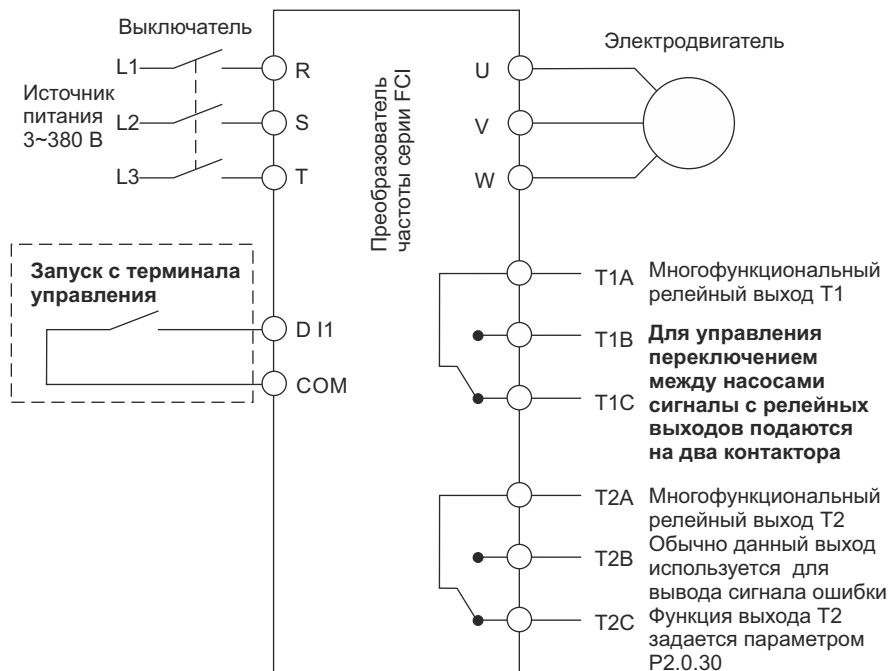 Выключатель
L1
R
Источник
питания
3~380 В
L2
S
L3
T
Преобразователь
частоты серии FCI
U
V
W
Электродвигатель
Запуск с терминала
управления
D I1
COM
T1A
Многофункциональный
релейный выход T1
T1B
Для управления
переключением
между насосами
T1C
сигналы с релейных
выходов подаются
на два контактора
T2A
Многофункциональный
релейный выход T2
T2B
Обычно данный выход
используется для
вывода сигнала ошибки
T2C
Функция выхода T2
задается параметром
P2.0.30